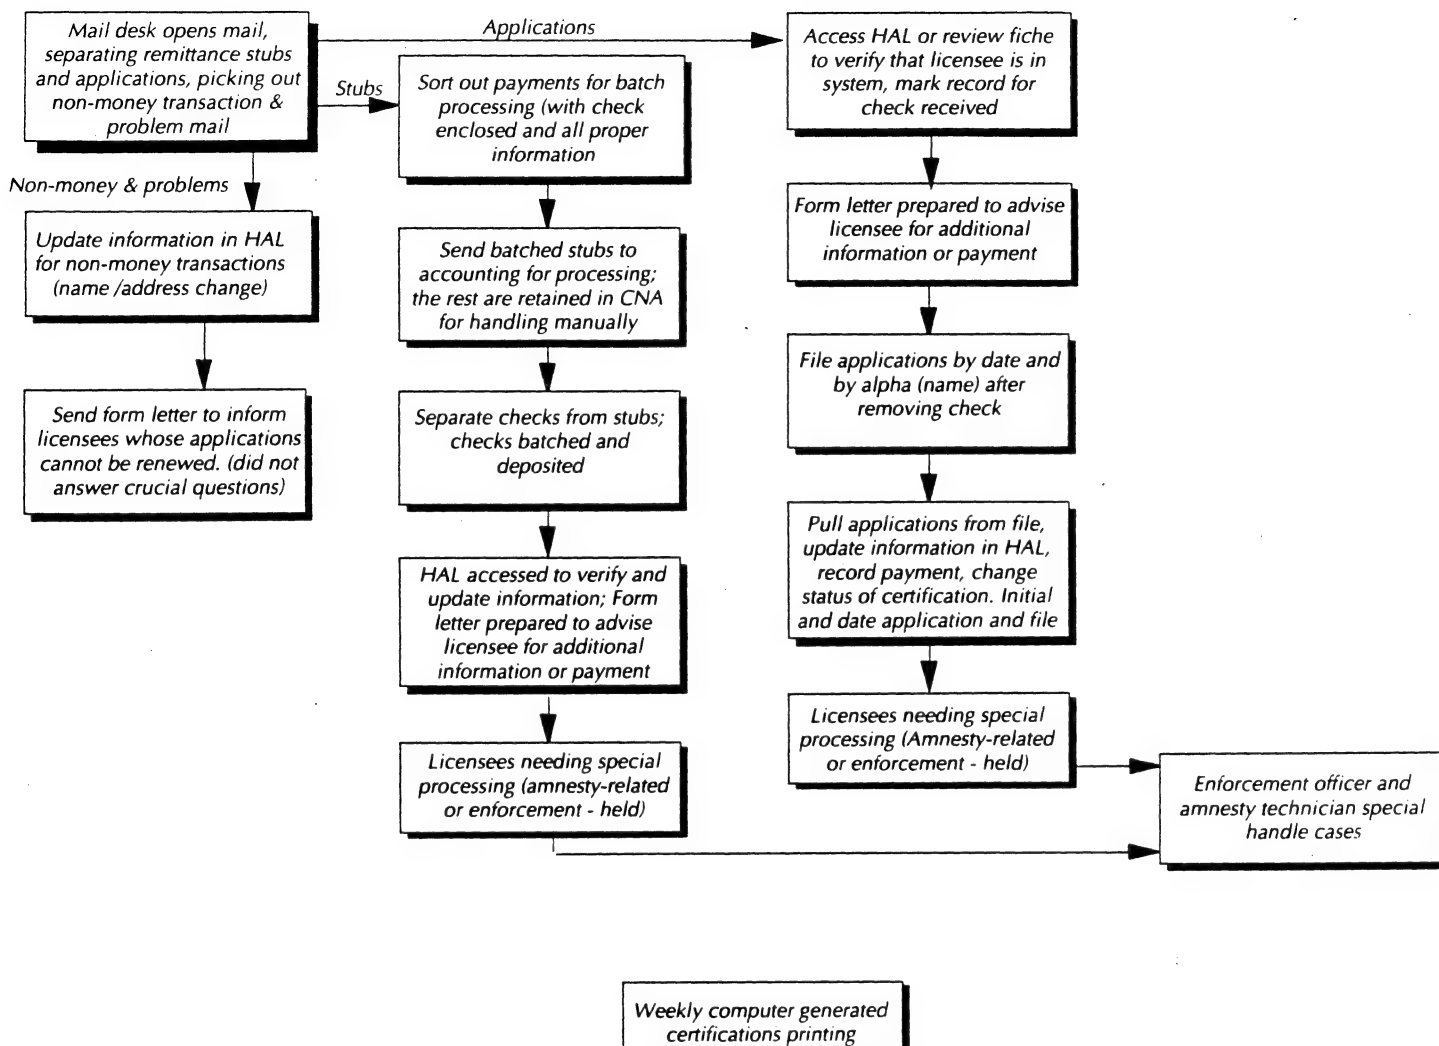 Mail desk opens mail,
separating remittance stubs
and applications, picking out
non-money transaction &
problem mail
Applications
Stubs
Non-money & problems
Update information in HAL
for non-money transactions
(name /address change)
Send form letter to inform
licensees whose applications
cannot be renewed. (did not
answer crucial questions)
Sort out payments for batch
processing (with check
enclosed and all proper
information
Send batched stubs to
accounting for processing;
the rest are retained in CNA
for handling manually
Separate checks from stubs;
checks batched and
deposited
HAL accessed to verify and
update information; Form
letter prepared to advise
licensee for additional
information or payment
Licensees needing special
processing (amnesty-related
or enforcement - held)
Access HAL or review fiche
to verify that licensee is in
system, mark record for
check received
Form letter prepared to advise
licensee for additional
information or payment
File applications by date and
by alpha (name) after
removing check
Pull applications from file,
update information in HAL,
record payment, change
status of certification. Initial
and date application and file
Licensees needing special
processing (Amnesty-related
or enforcement - held)
Enforcement officer and
amnesty technician special
handle cases
Weekly computer generated
certifications printing